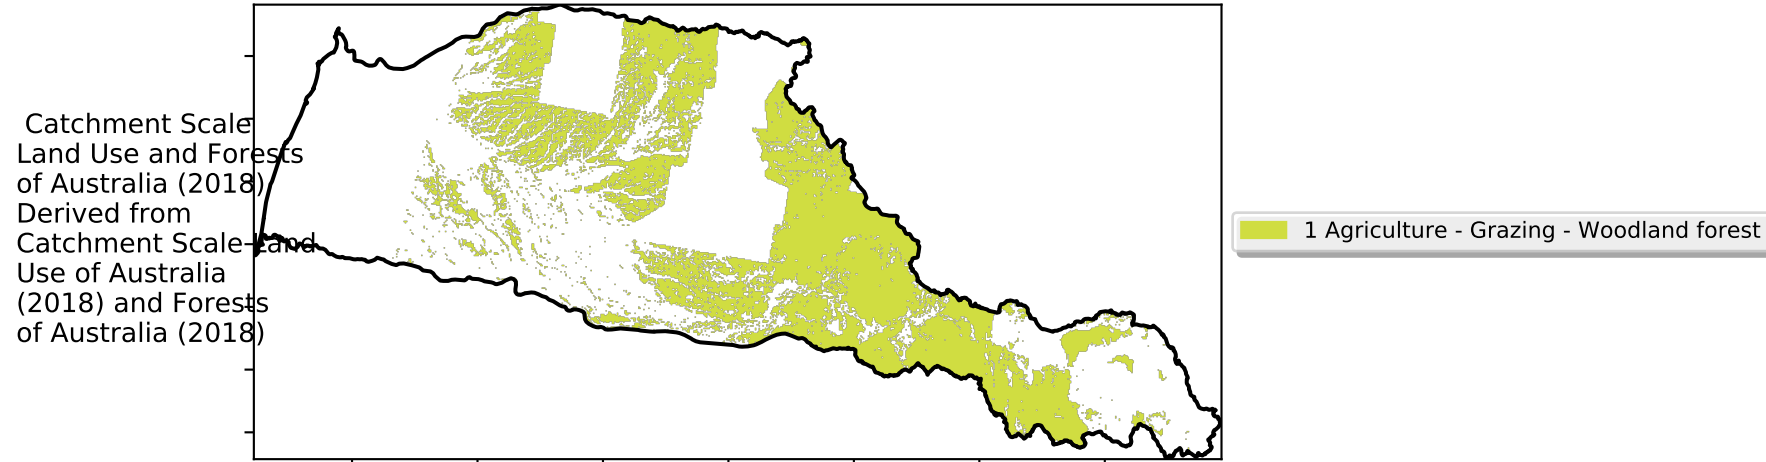 Catchment Scale
Land Use and Forests
of Australia (2018)
Derived from
Catchment Scale Land
Use of Australia
(2018) and Forests
of Australia (2018)
1 Agriculture - Grazing - Woodland forest